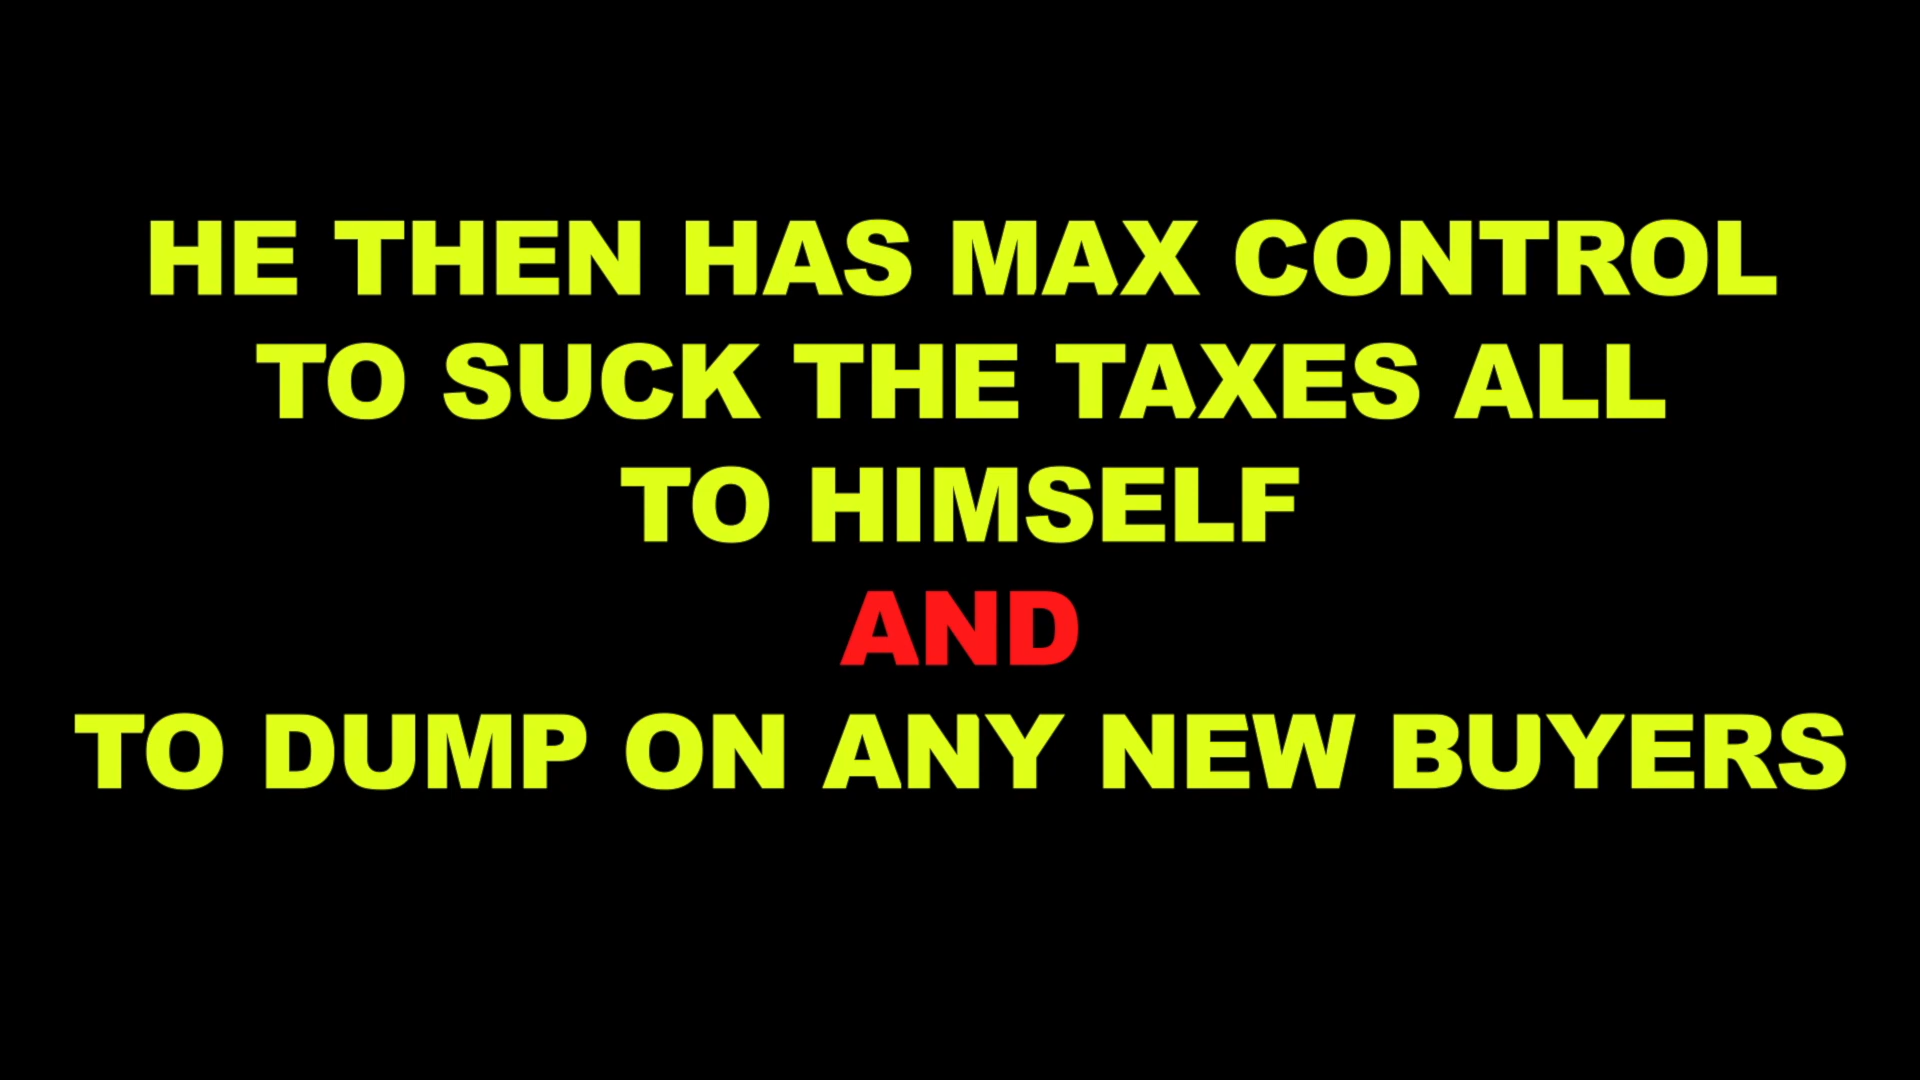 HE THEN HAS MAX CONTROL
TO SUCK THE TAXES ALL
TO HIMSELF
AND
TO DUMP ON ANY NEW BUYERS